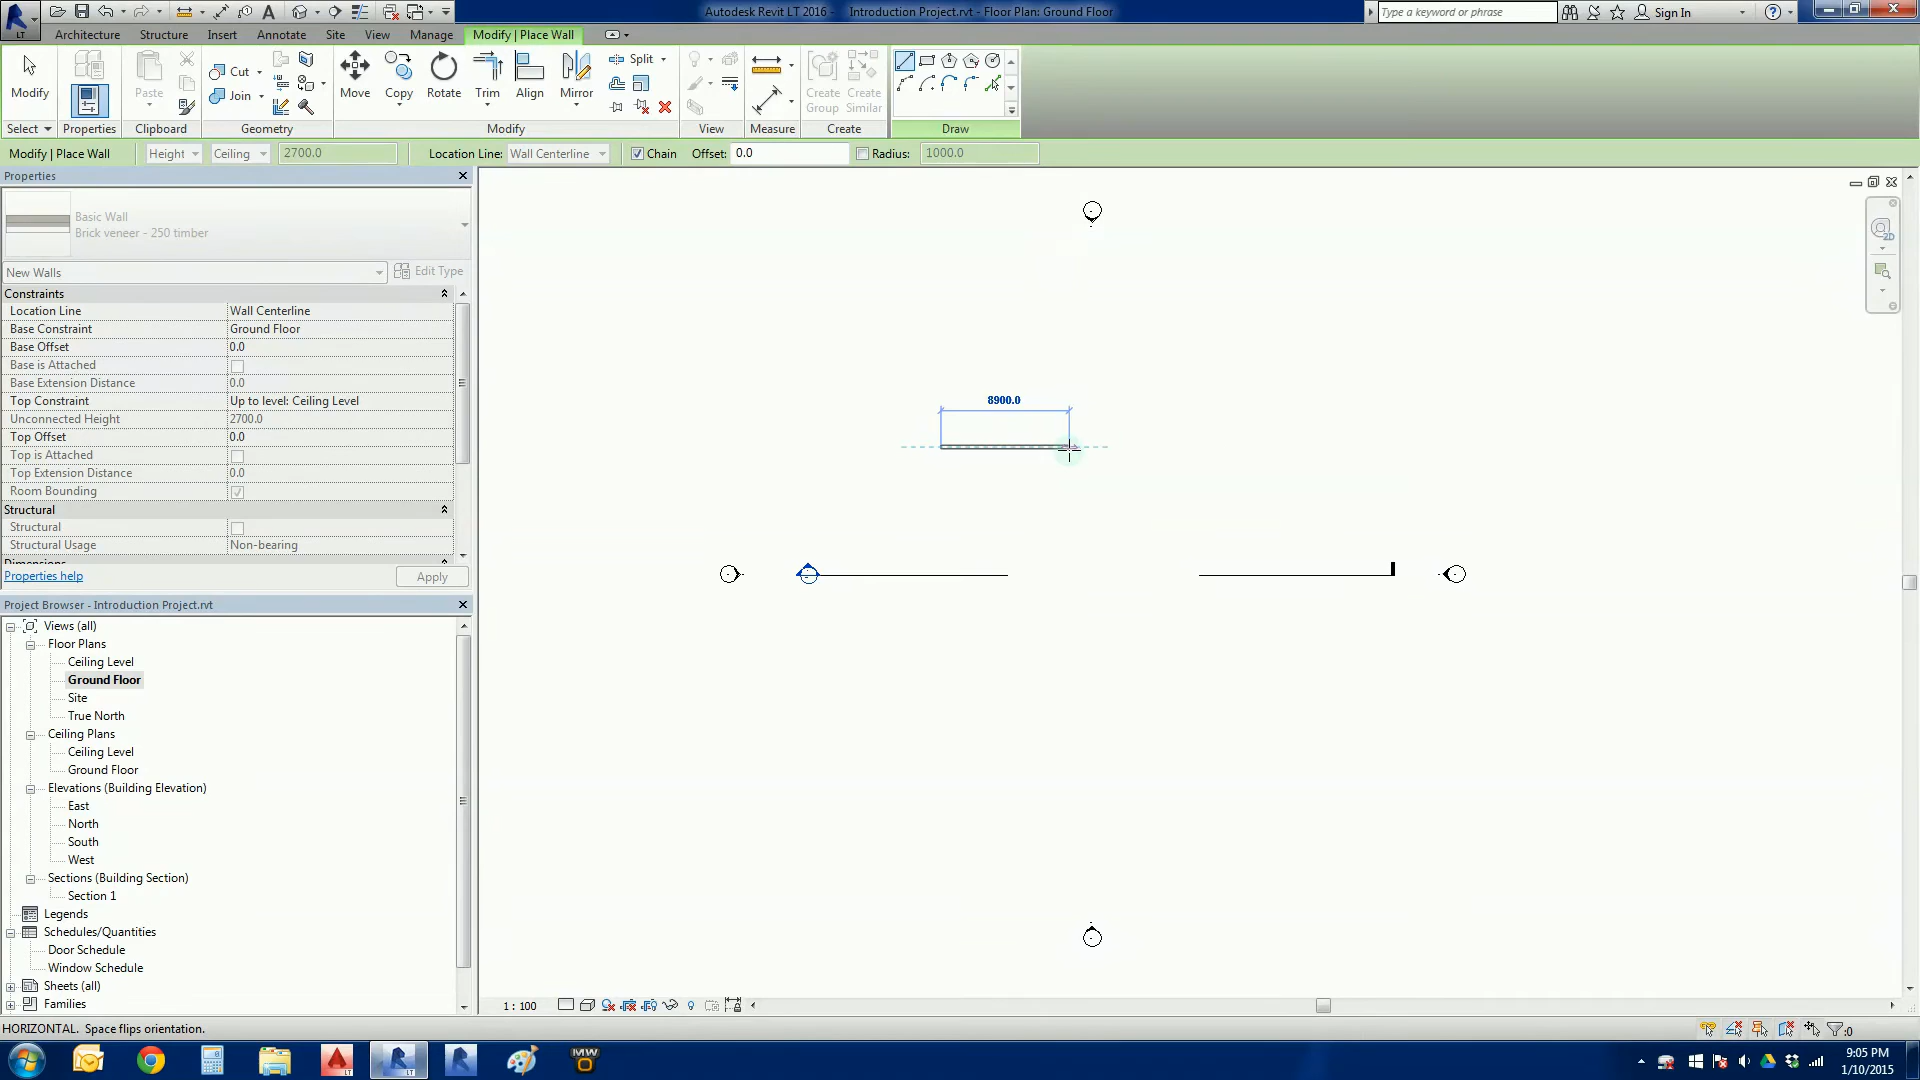 Autodesk Revit LT 2016 - Introduction Project.rvt - Floor Plan: Ground Floor
Type a keyword or phrase
Sign In
LT
Architecture Structure Insert Annotate Site View Manage Modify | Place Wall
Modify
Paste
Cut
Join
Move
Copy
Rotate
Trim
Align
Mirror
Split
Create Group
Create Similar
Select Properties Clipboard Geometry Modify View Measure Create Draw
Modify | Place Wall Height Ceiling 2700.0 Location Line: Wall Centerline Chain Offset: 0.0 Radius: 1000.0
Properties
Basic Wall
Brick veneer - 250 timber
New Walls Edit Type
Constraints
Location Line Wall Centerline
Base Constraint Ground Floor
Base Offset 0.0
Base is Attached
Base Extension Distance 0.0
Top Constraint Up to level: Ceiling Level
Unconnected Height 2700.0
Top Offset 0.0
Top is Attached
Top Extension Distance 0.0
Room Bounding
Structural
Structural
Structural Usage Non-bearing
Properties help Apply
Project Browser - Introduction Project.rvt
Views (all)
Floor Plans
Ceiling Level
Ground Floor
Site
True North
Ceiling Plans
Ceiling Level
Ground Floor
Elevations (Building Elevation)
East
North
South
West
Sections (Building Section)
Section 1
Legends
Schedules/Quantities
Door Schedule
Window Schedule
Sheets (all)
Families
8900.0
2D
1 : 100
HORIZONTAL. Space flips orientation.
:0
LT
LT
MW
9:05 PM
1/10/2015